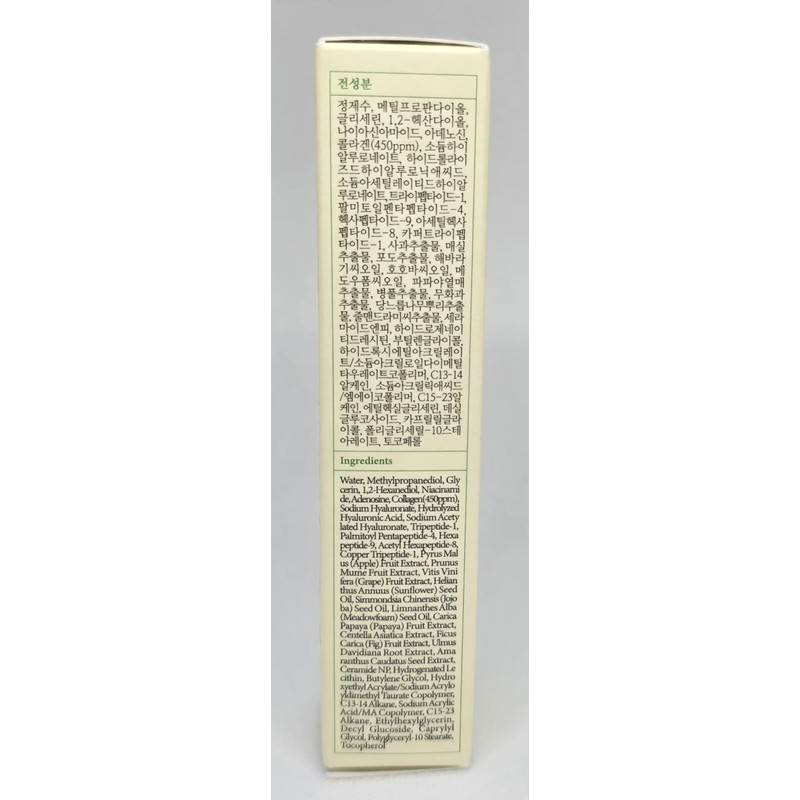 전성분
정제수, 메틸프로판다이올,
글리세린, 1,2-헥산다이올,
나이아신아마이드, 아데노신,
콜라겐(450ppm), 소듐하이
알루로네이트, 하이드롤라이
즈드하이알루로닉애씨드,
소듐아세틸레이티드하이알
루로네이트, 트라이펩타이드-1,
팔미토일펜타펩타이드-4,
헥사펩타이드-9, 아세틸헥사
펩타이드-8, 카퍼트라이펩
타이드-1, 사과추출물, 매실
추출물, 포도추출물, 해바라
기씨오일, 호호바씨오일, 메
도우폼씨오일, 파파야열매
추출물, 병풀추출물, 무화과
추출물, 당느릅나무뿌리추출
물, 줄맨드라미씨추출물, 세라
마이드엔피, 하이드로제네이
티드레시틴, 부틸렌글라이콜,
하이드록시에틸아크릴레이
트/소듐아크릴로일다이메틸
타우레이트코폴리머, C13-14
알케인, 소듐아크릴릭애씨드
/엠에이코폴리머, C15-23알
케인, 에틸헥실글리세린, 데실
글루코사이드, 카프릴릴글라
이콜, 폴리글리세릴-10스테
아레이트, 토코페롤
Ingredients
Water, Methylpropanediol, Gly
cerin, 1,2-Hexanediol, Niacinami
de, Adenosine, Collagen(450ppm),
Sodium Hyaluronate, Hydrolyzed
Hyaluronic Acid, Sodium Acety
lated Hyaluronate, Tripeptide-1,
Palmitoyl Pentapeptide-4, Hexa
peptide-9, Acetyl Hexapeptide-8,
Copper Tripeptide-1, Pyrus Mal
us (Apple) Fruit Extract, Prunus
Mume Fruit Extract, Vitis Vini
fera (Grape) Fruit Extract, Helian
thus Annuus (Sunflower) Seed
Oil, Simmondsia Chinensis (Jojo
ba) Seed Oil, Limnanthes Alba
(Meadowfoam) Seed Oil, Carica
Papaya (Papaya) Fruit Extract,
Centella Asiatica Extract, Ficus
Carica (Fig) Fruit Extract, Ulmus
Davidiana Root Extract, Ama
ranthus Caudatus Seed Extract,
Ceramide NP, Hydrogenated Le
cithin, Butylene Glycol, Hydro
xyethyl Acrylate/Sodium Acrylo
yldimethyl Taurate Copolymer,
C13-14 Alkane, Sodium Acrylic
Acid/MA Copolymer, C15-23
Alkane, Ethylhexylglycerin,
Decyl Glucoside, Caprylyl
Glycol, Polyglyceryl-10 Stearate,
Tocopherol